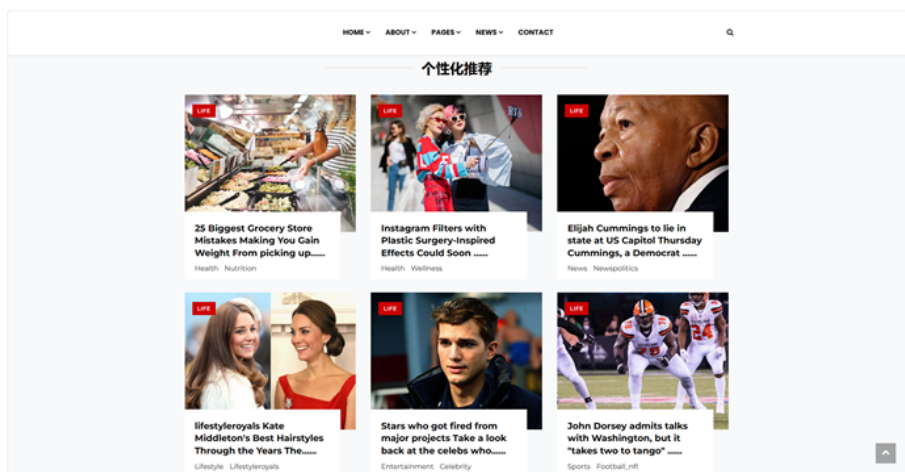 HOME ABOUT PAGES NEWS CONTACT
个性化推荐
LIFE
25 Biggest Grocery Store
Mistakes Making You Gain
Weight From picking up......
Health Nutrition
LIFE
Instagram Filters with
Plastic Surgery-Inspired
Effects Could Soon ......
Health Wellness
LIFE
Elijah Cummings to lie in
state at US Capitol Thursday
Cummings, a Democrat ......
News Newspolitics
LIFE
lifestyleroyals Kate
Middleton's Best Hairstyles
Through the Years The......
Lifestyle Lifestyleroyals
LIFE
Stars who got fired from
major projects Take a look
back at the celebs who......
Entertainment Celebrity
LIFE
John Dorsey admits talks
with Washington, but it
"takes two to tango" ......
Sports Football_nfl